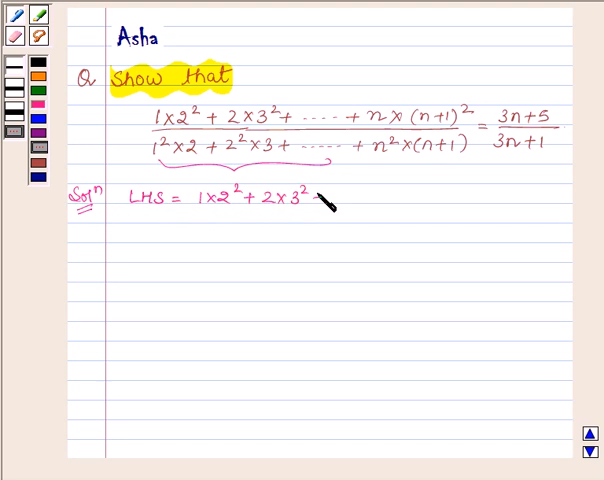 Asha
Q Show that
1×2² + 2×3² + ..... + n×(n+1)² = 3n+5
1²×2 + 2²×3 + ..... + n²×(n+1) 3n+1
Solⁿ LHS = 1×2² + 2×3² -